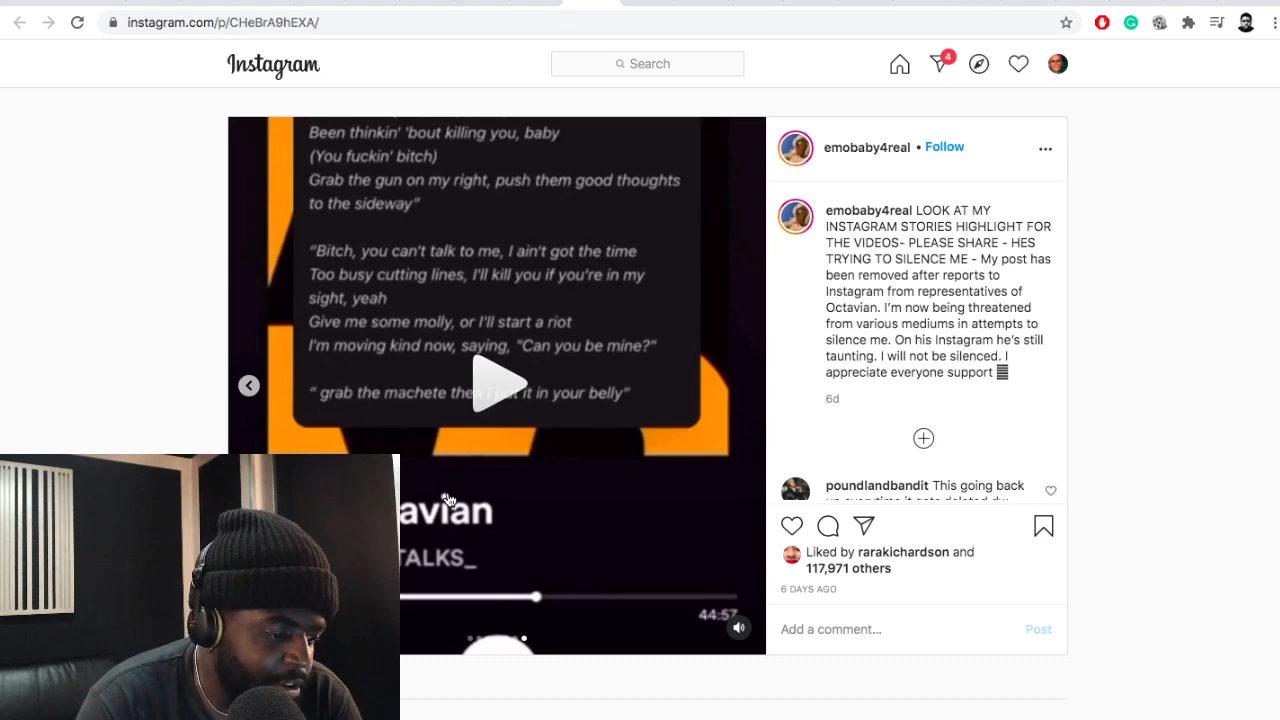 instagram.com/p/CHeBrA9hEXA/
Instagram
Search
4
Been thinkin' 'bout killing you, baby
(You fuckin' bitch)
Grab the gun on my right, push them good thoughts
to the sideway"
"Bitch, you can't talk to me, I ain't got the time
Too busy cutting lines, I'll kill you if you're in my
sight, yeah
Give me some molly, or I'll start a riot
I'm moving kind now, saying, "Can you be mine?"
" grab the machete then I put it in your belly"
avian
TALKS_
44:57
emobaby4real • Follow
emobaby4real LOOK AT MY
INSTAGRAM STORIES HIGHLIGHT FOR
THE VIDEOS- PLEASE SHARE - HES
TRYING TO SILENCE ME - My post has
been removed after reports to
Instagram from representatives of
Octavian. I'm now being threatened
from various mediums in attempts to
silence me. On his Instagram he's still
taunting. I will not be silenced. I
appreciate everyone support
6d
poundlandbandit This going back
Liked by rarakichardson and
117,971 others
6 DAYS AGO
Add a comment...
Post